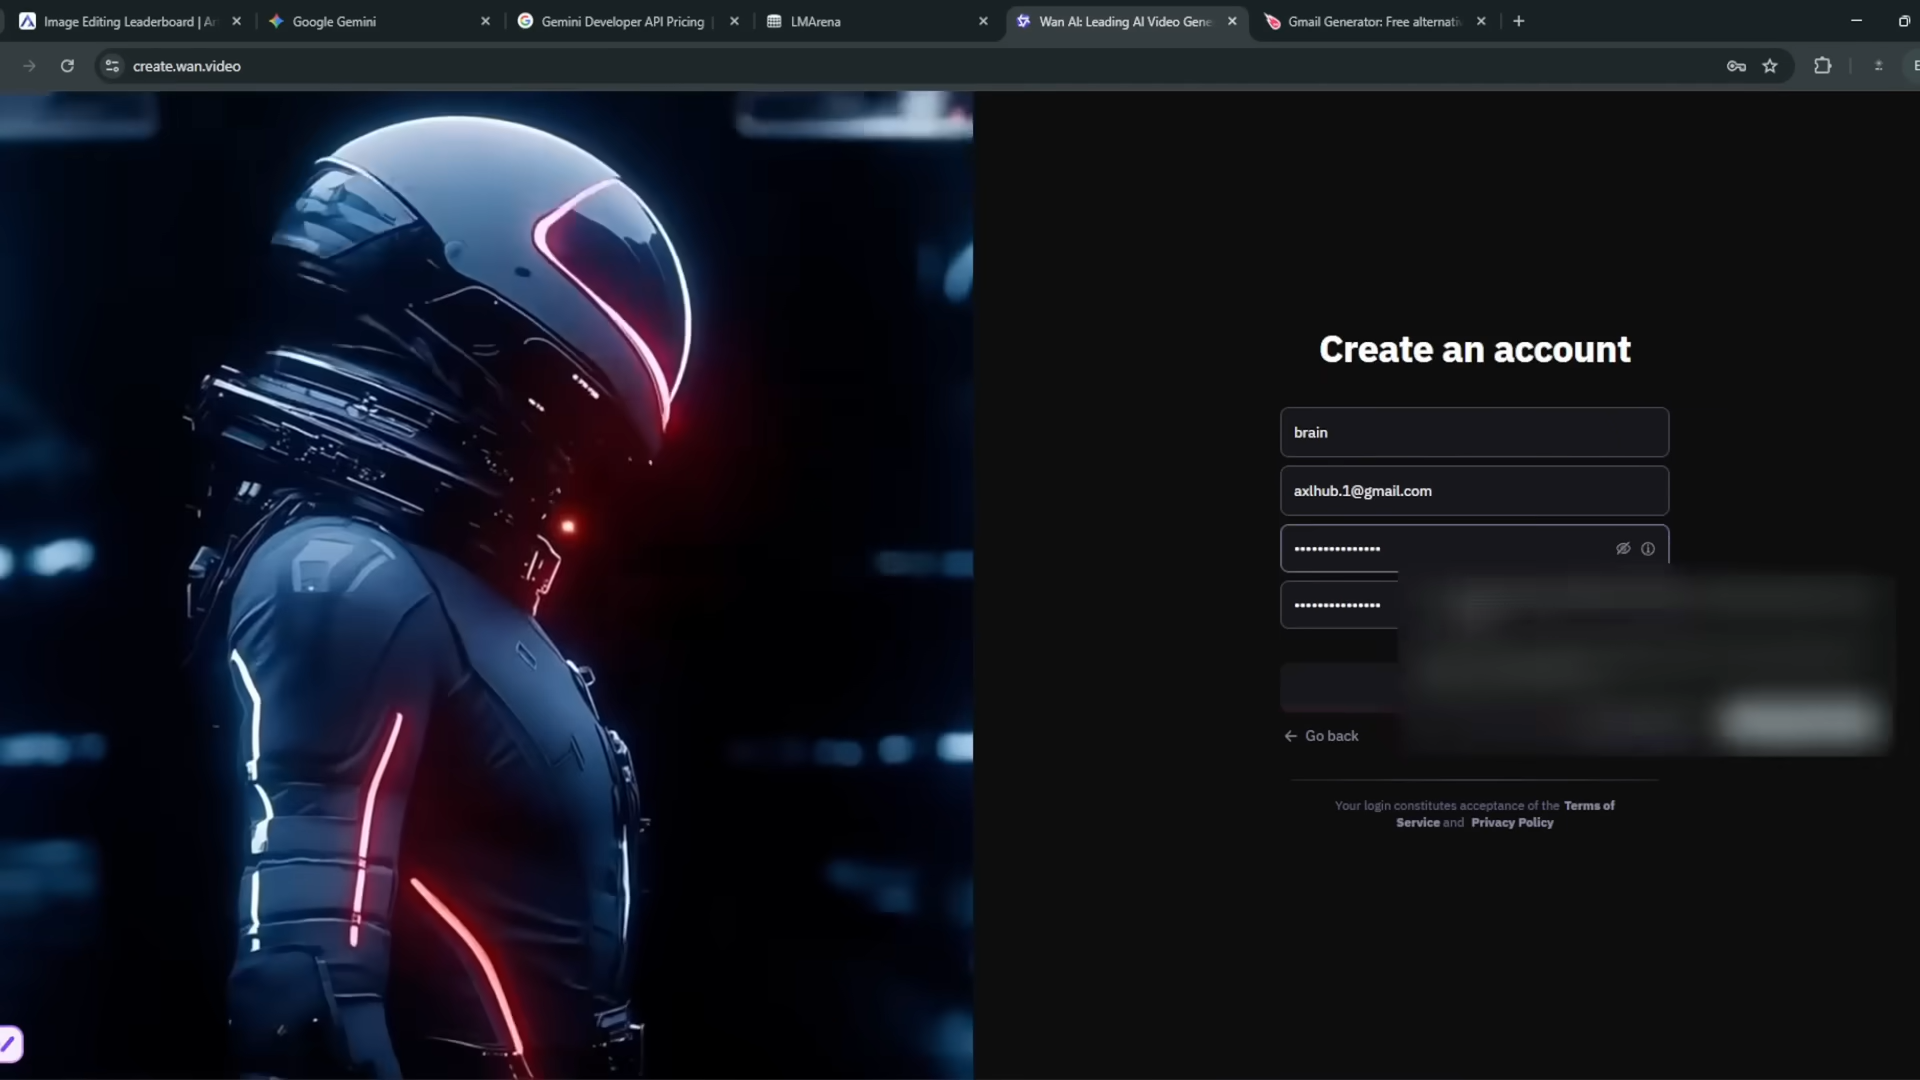 Image Editing Leaderboard | Ar
Google Gemini
Gemini Developer API Pricing
LMArena
Wan AI: Leading AI Video Gene
Gmail Generator: Free alternativ
create.wan.video
Create an account
brain
axlhub.1@gmail.com
•••••••••••••••
•••••••••••••••
← Go back
Your login constitutes acceptance of the Terms of
Service and Privacy Policy